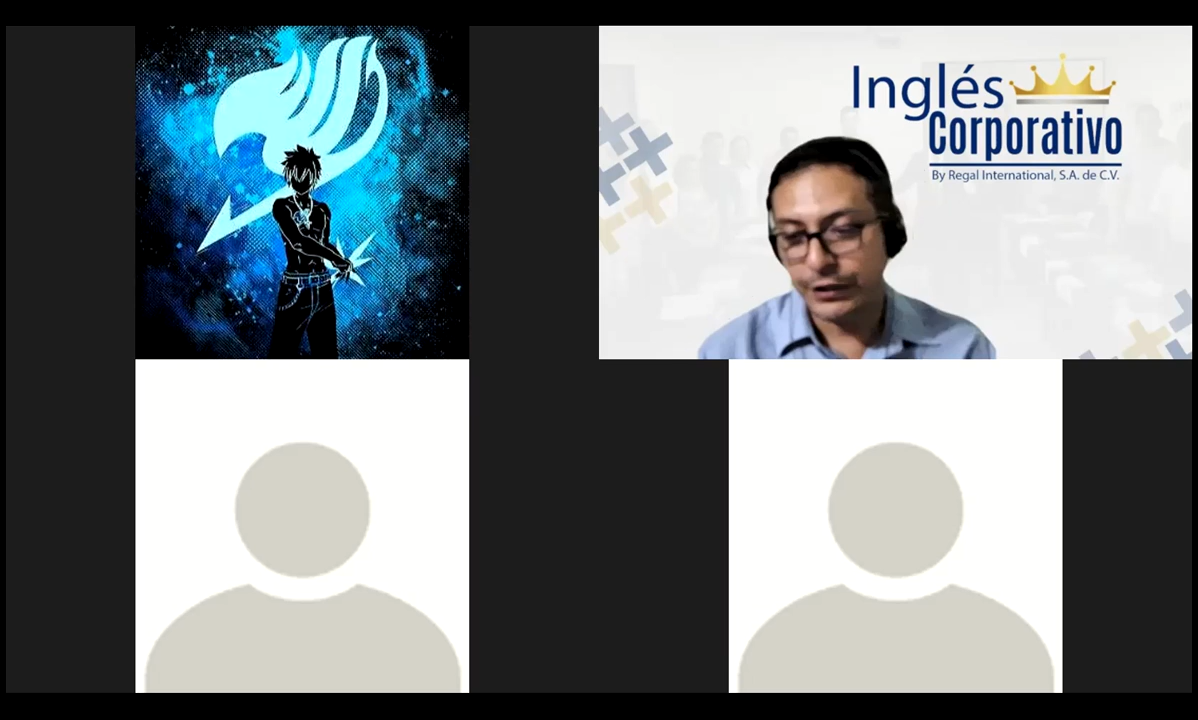 Inglés
Corporativo
By Regal International, S.A. de C.V.